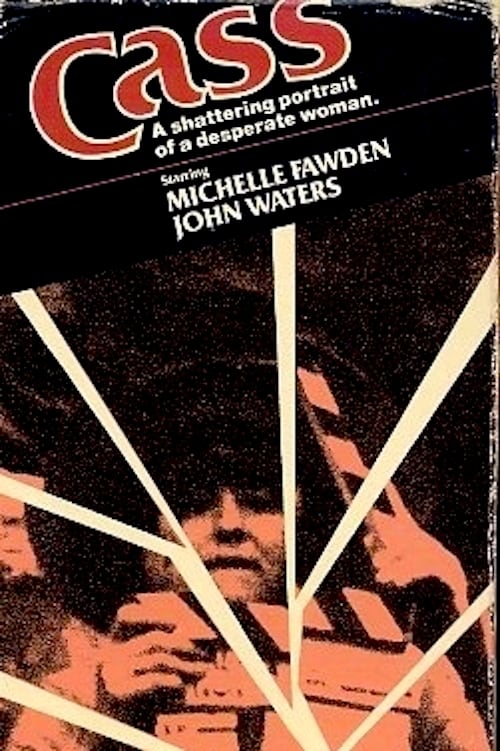 Cass
A shattering portrait
of a desperate woman.
Starring
MICHELLE FAWDEN
JOHN WATERS